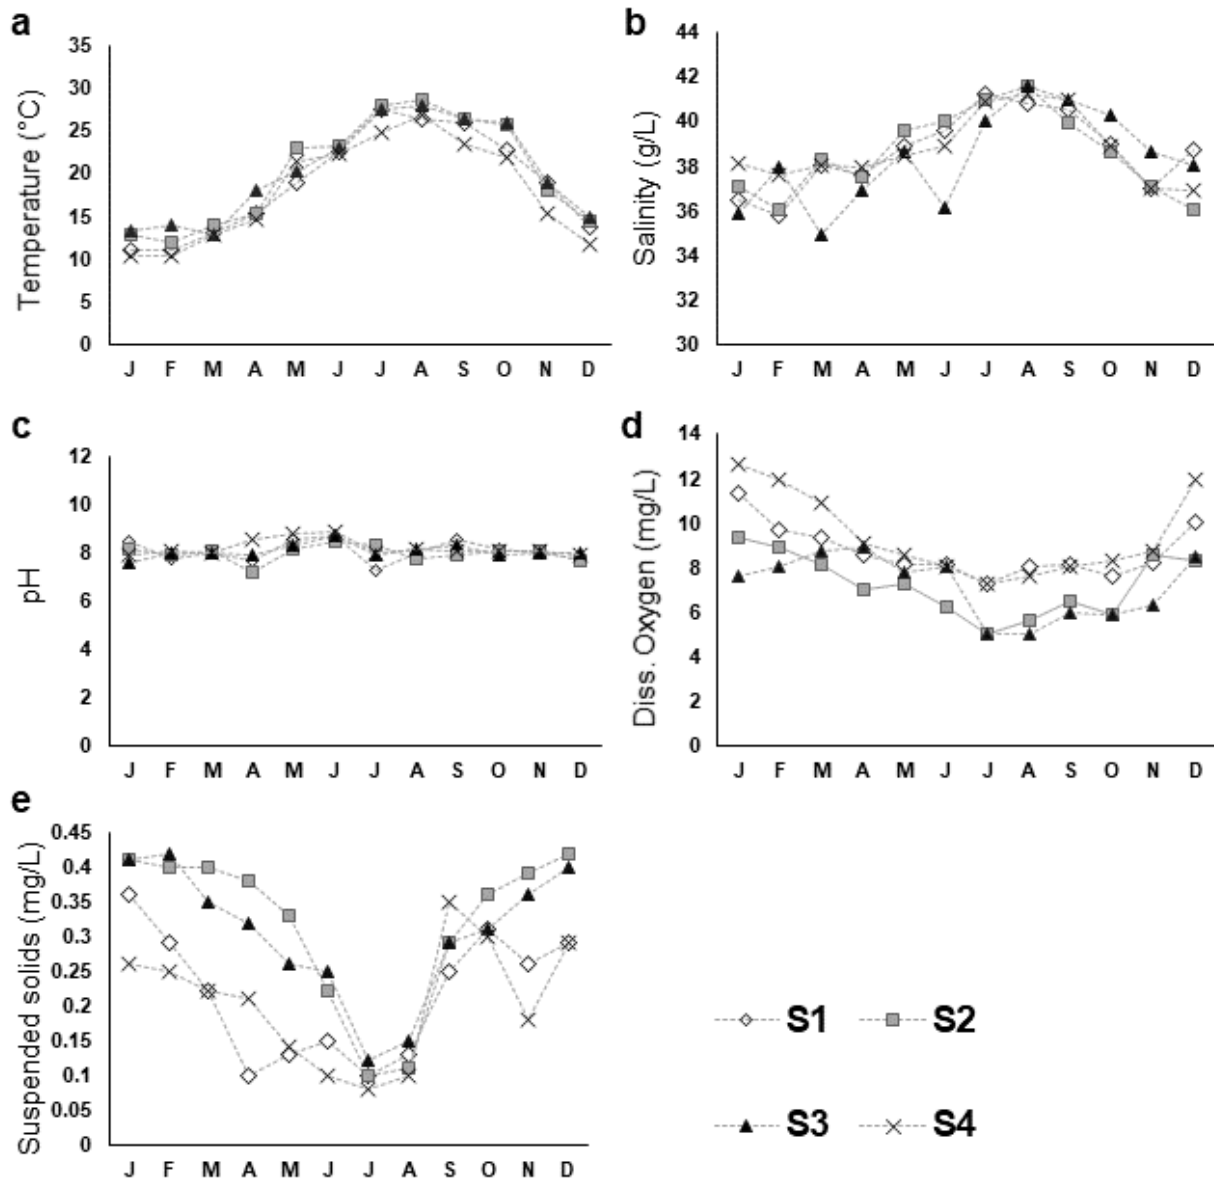 a
Temperature (°C)
35
30
25
20
15
10
5
0
J F M A M J J A S O N D
b
Salinity (g/L)
44
42
40
38
36
34
32
30
J F M A M J J A S O N D
c
pH
12
10
8
6
4
2
0
J F M A M J J A S O N D
d
Diss. Oxygen (mg/L)
14
12
10
8
6
4
2
0
J F M A M J J A S O N D
e
Suspended solids (mg/L)
0.45
0.4
0.35
0.3
0.25
0.2
0.15
0.1
0.05
0
J F M A M J J A S O N D
S1 S2
S3 S4